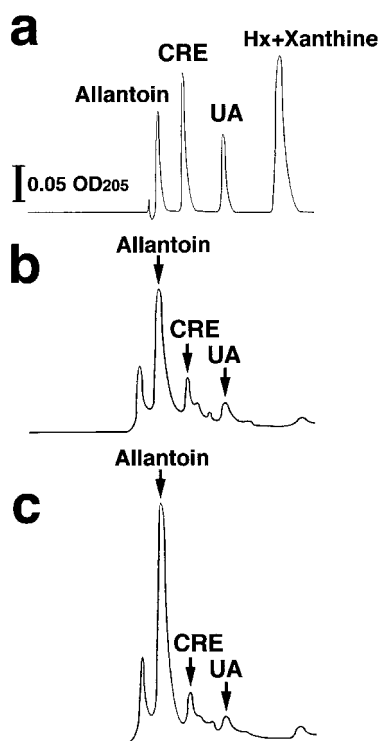 a
CRE
Hx+Xanthine
Allantoin
UA
0.05 OD205
b
Allantoin
CRE
UA
Allantoin
c
CRE
UA